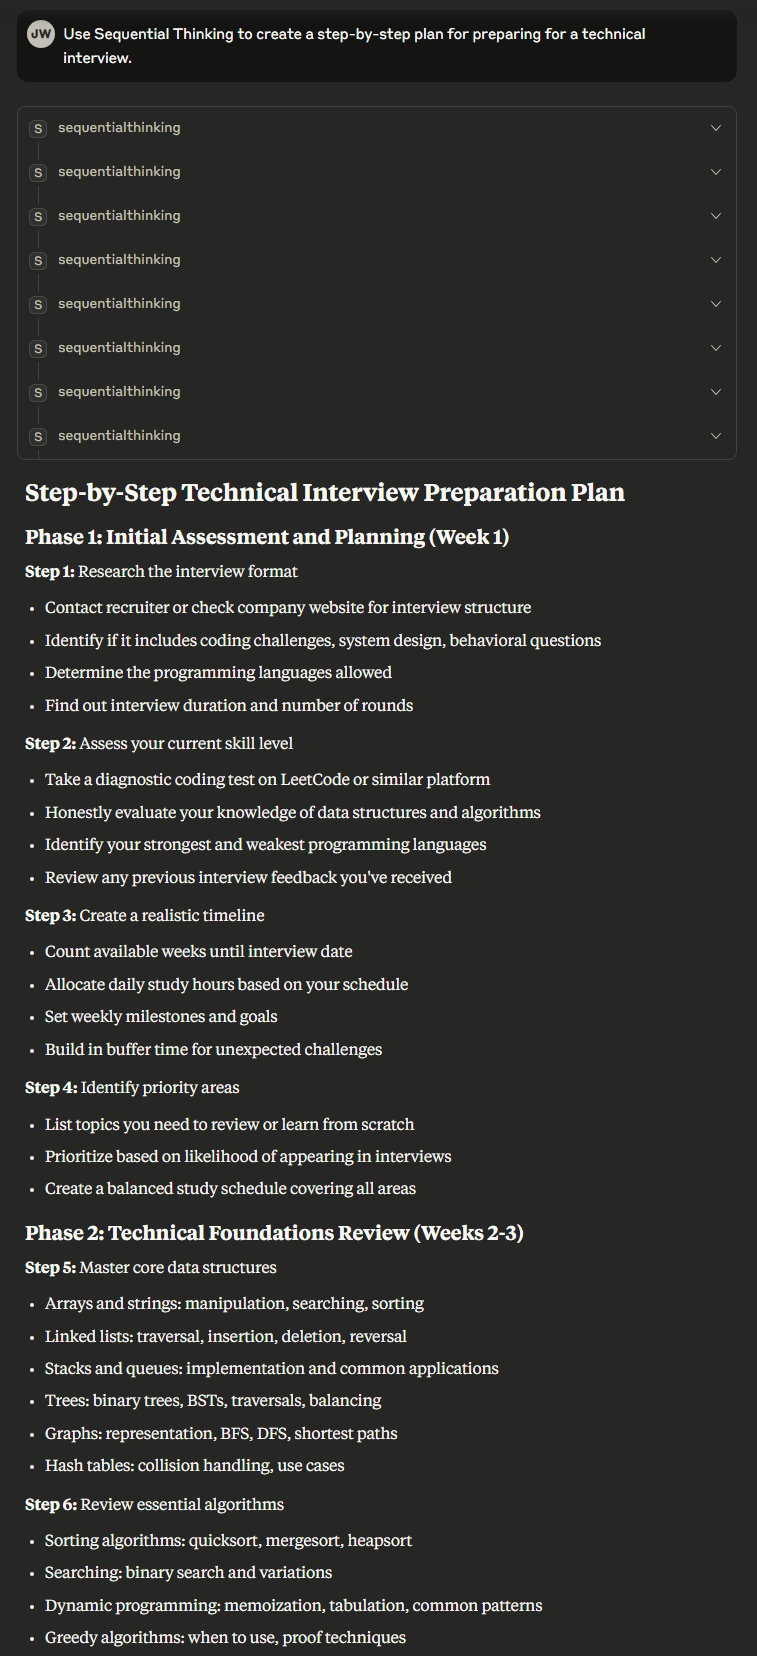 JW
Use Sequential Thinking to create a step-by-step plan for preparing for a technical
interview.
S sequentialthinking
S sequentialthinking
S sequentialthinking
S sequentialthinking
S sequentialthinking
S sequentialthinking
S sequentialthinking
S sequentialthinking
Step-by-Step Technical Interview Preparation Plan
Phase 1: Initial Assessment and Planning (Week 1)
Step 1: Research the interview format
• Contact recruiter or check company website for interview structure
• Identify if it includes coding challenges, system design, behavioral questions
• Determine the programming languages allowed
• Find out interview duration and number of rounds
Step 2: Assess your current skill level
• Take a diagnostic coding test on LeetCode or similar platform
• Honestly evaluate your knowledge of data structures and algorithms
• Identify your strongest and weakest programming languages
• Review any previous interview feedback you've received
Step 3: Create a realistic timeline
• Count available weeks until interview date
• Allocate daily study hours based on your schedule
• Set weekly milestones and goals
• Build in buffer time for unexpected challenges
Step 4: Identify priority areas
• List topics you need to review or learn from scratch
• Prioritize based on likelihood of appearing in interviews
• Create a balanced study schedule covering all areas
Phase 2: Technical Foundations Review (Weeks 2-3)
Step 5: Master core data structures
• Arrays and strings: manipulation, searching, sorting
• Linked lists: traversal, insertion, deletion, reversal
• Stacks and queues: implementation and common applications
• Trees: binary trees, BSTs, traversals, balancing
• Graphs: representation, BFS, DFS, shortest paths
• Hash tables: collision handling, use cases
Step 6: Review essential algorithms
• Sorting algorithms: quicksort, mergesort, heapsort
• Searching: binary search and variations
• Dynamic programming: memoization, tabulation, common patterns
• Greedy algorithms: when to use, proof techniques